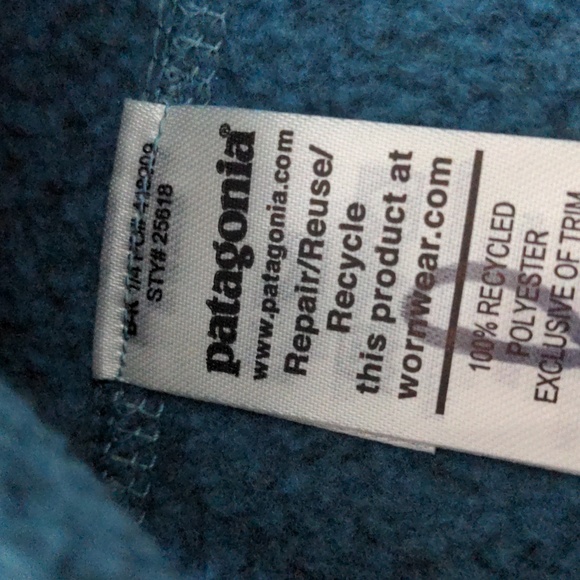 STY# 25618
patagonia®
www.patagonia.com
Repair/Reuse/
Recycle
this product at
wornwear.com
100% RECYCLED
POLYESTER
EXCLUSIVE OF TRIM